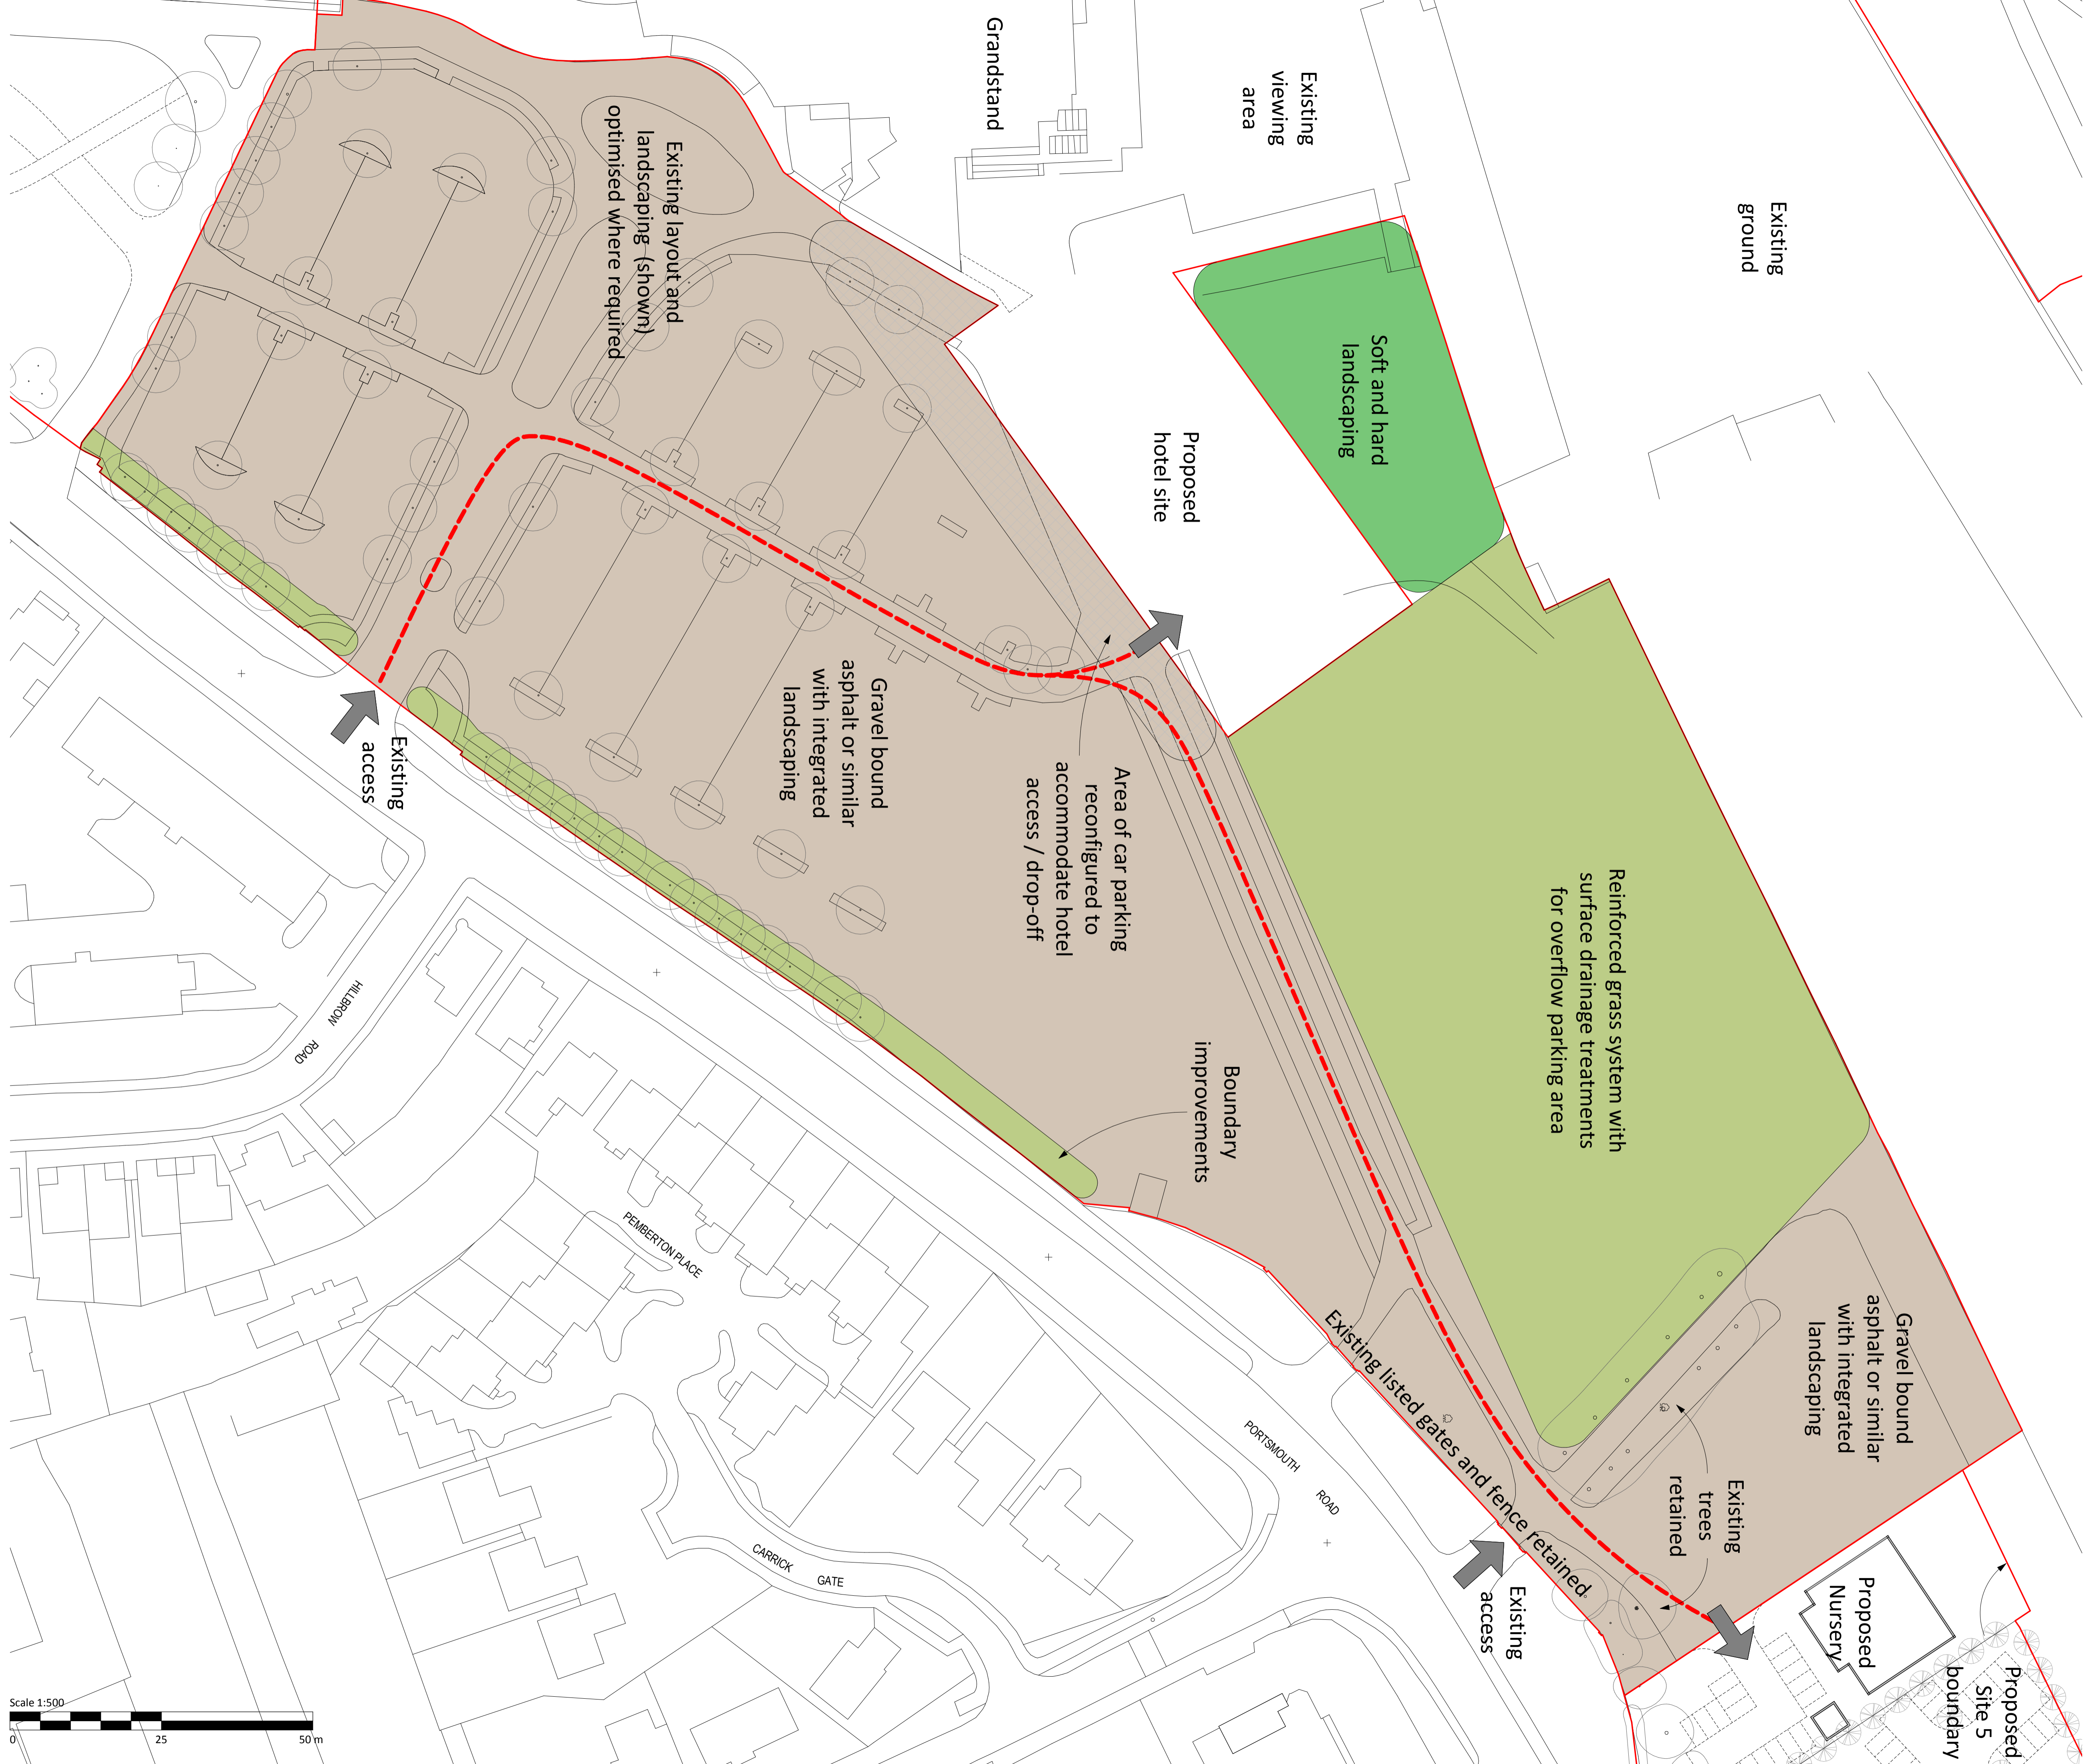 Grandstand
Existing
viewing
area
Existing
ground
Existing layout and
landscaping (shown)
optimised where required
Soft and hard
landscaping
Proposed
hotel site
Gravel bound
asphalt or similar
with integrated
landscaping
Existing
access
Area of car parking
reconfigured to
accommodate hotel
access / drop-off
Reinforced grass system with
surface drainage treatments
for overflow parking area
Boundary
improvements
HILLBROW
ROAD
PEMBERTON PLACE
CARRICK
GATE
PORTSMOUTH
ROAD
Existing listed gates and fence retained
Gravel bound
asphalt or similar
with integrated
landscaping
Existing
trees
retained
Existing
access
Proposed
Nursery
Proposed
Site 5
boundary
Scale 1:500
0 25 50 m